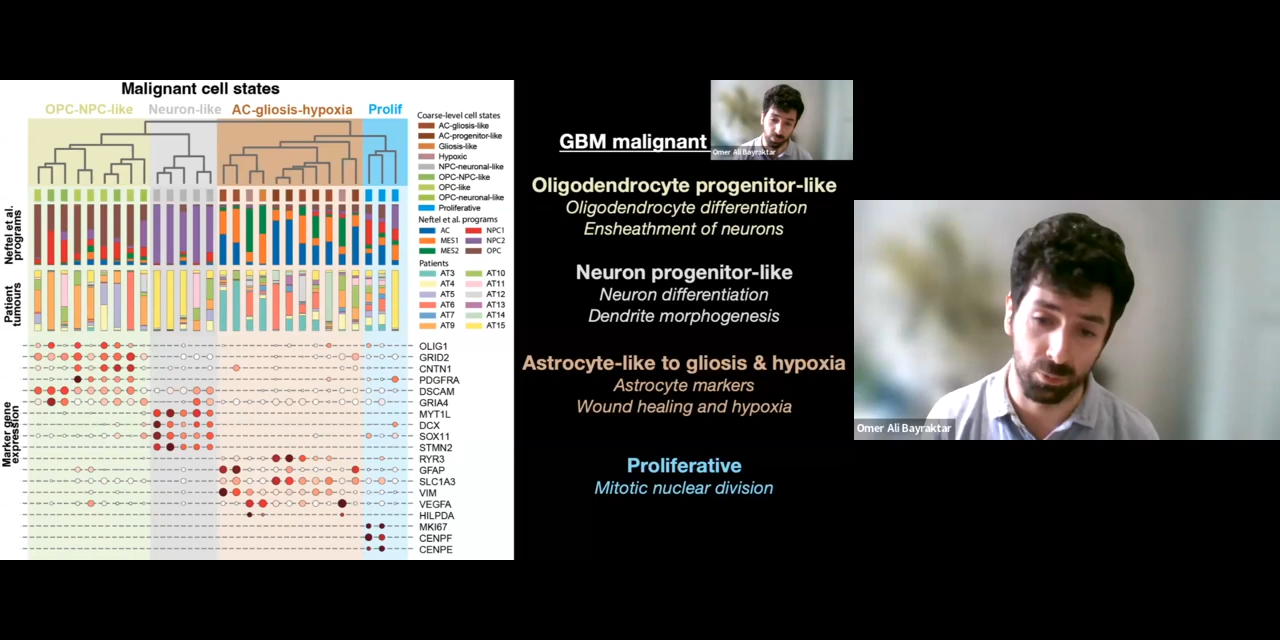 Malignant cell states
OPC-NPC-like Neuron-like AC-gliosis-hypoxia Prolif
Coarse-level cell states
AC-gliosis-like
AC-progenitor-like
Gliosis-like
Hypoxic
NPC-neuronal-like
OPC-NPC-like
OPC-like
OPC-neuronal-like
Proliferative
Neftel et al. programs
AC NPC1
MES1 NPC2
MES2 OPC
Patients
AT3 AT10
AT4 AT11
AT5 AT12
AT6 AT13
AT7 AT14
AT9 AT15
Neftel et al.
programs
Patient
tumours
Marker gene
expression
OLIG1
GRID2
CNTN1
PDGFRA
DSCAM
GRIA4
MYT1L
DCX
SOX11
STMN2
RYR3
GFAP
SLC1A3
VIM
VEGFA
HILPDA
MKI67
CENPF
CENPE
GBM malignant
Oligodendrocyte progenitor-like
Oligodendrocyte differentiation
Ensheathment of neurons
Neuron progenitor-like
Neuron differentiation
Dendrite morphogenesis
Astrocyte-like to gliosis & hypoxia
Astrocyte markers
Wound healing and hypoxia
Proliferative
Mitotic nuclear division
Omer Ali Bayraktar
Omer Ali Bayraktar